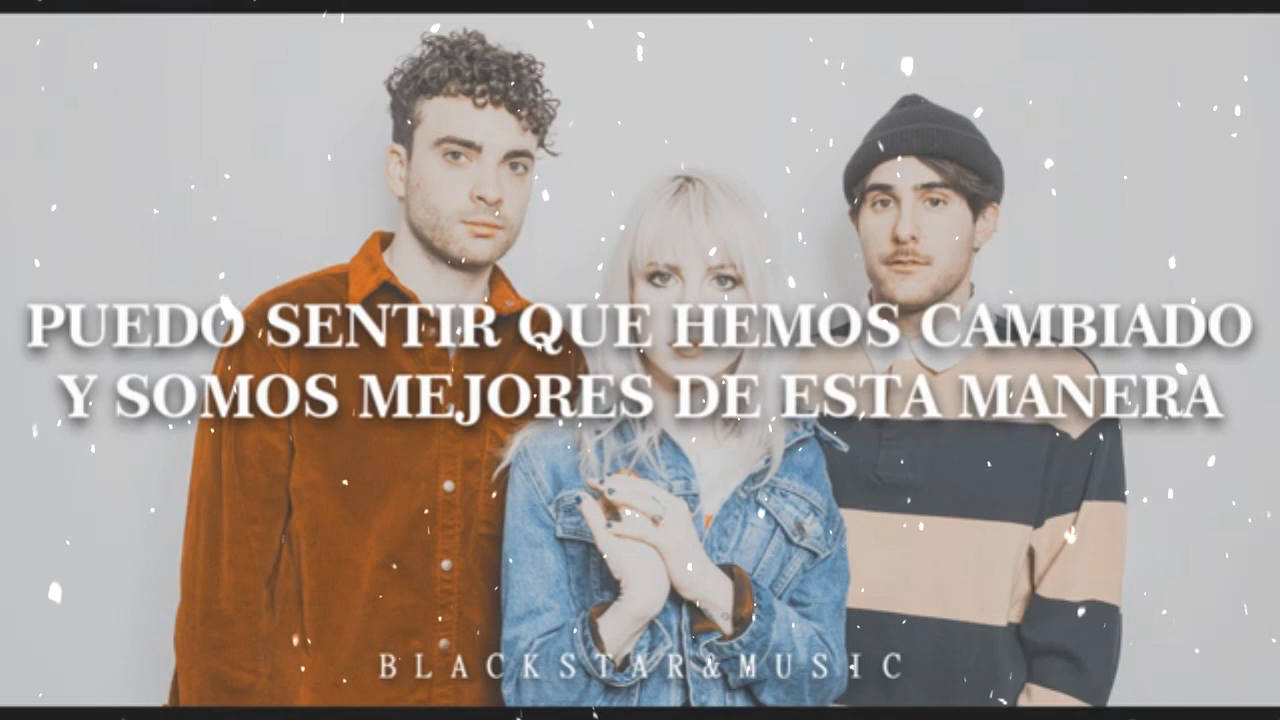 PUEDO SENTIR QUE HEMOS CAMBIADO
Y SOMOS MEJORES DE ESTA MANERA
BLACKSTAR&MUSIC